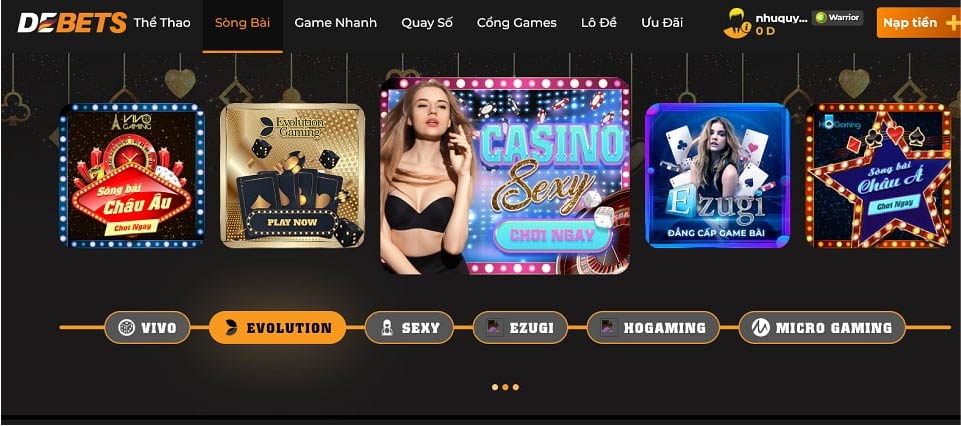 DEBETS
Thể Thao
Sòng Bài
Game Nhanh
Quay Số
Cổng Games
Lô Đề
Ưu Đãi
nhuquy...
Warrior
0 D
Nạp tiền
VIVO
GAMING
Sòng bài
Châu Âu
Chơi Ngay
Evolution
Gaming
PLAY NOW
CASINO
Sexy
CHƠI NGAY
Ezugi
ĐẲNG CẤP GAME BÀI
HoGaming
Sòng bài
Châu Á
Chơi Ngay
VIVO
EVOLUTION
SEXY
EZUGI
HOGAMING
MICRO GAMING